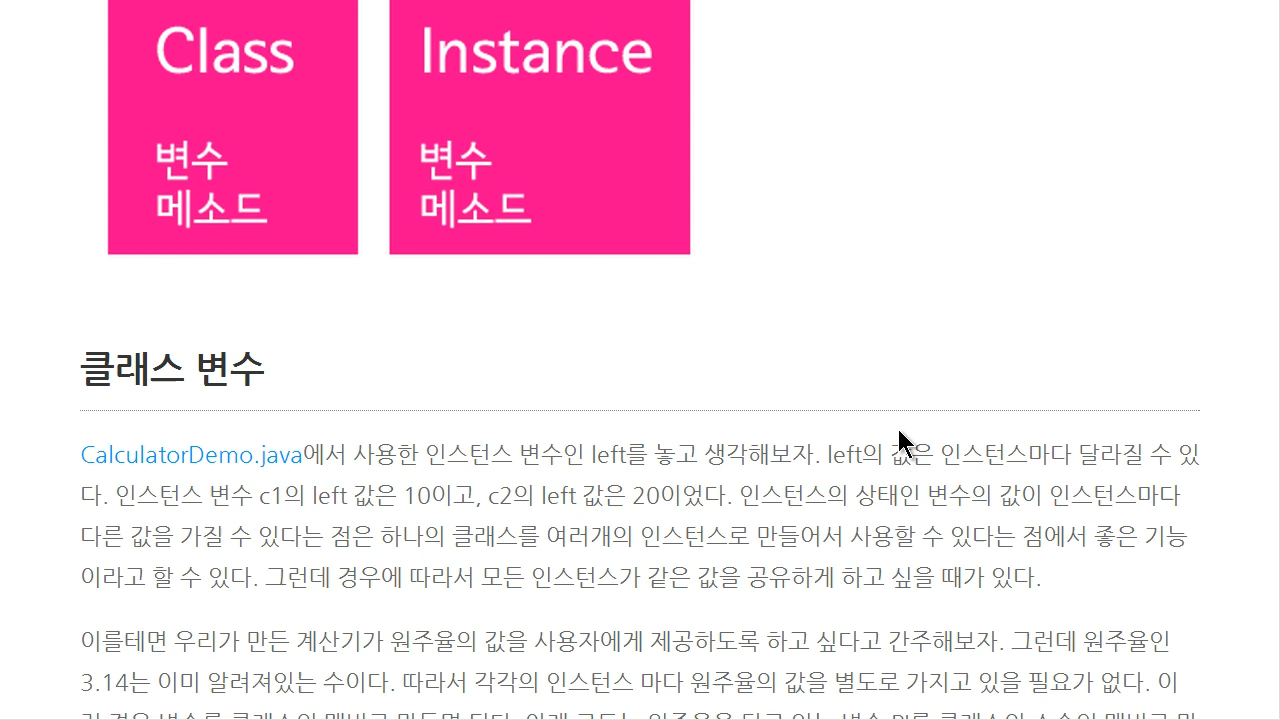 Class
Instance
변수
변수
메소드
메소드
클래스 변수
CalculatorDemo.java에서 사용한 인스턴스 변수인 left를 놓고 생각해보자. left의 값은 인스턴스마다 달라질 수 있
다. 인스턴스 변수 c1의 left 값은 10이고, c2의 left 값은 20이었다. 인스턴스의 상태인 변수의 값이 인스턴스마다
다른 값을 가질 수 있다는 점은 하나의 클래스를 여러개의 인스턴스로 만들어서 사용할 수 있다는 점에서 좋은 기능
이라고 할 수 있다. 그런데 경우에 따라서 모든 인스턴스가 같은 값을 공유하게 하고 싶을 때가 있다.
이를테면 우리가 만든 계산기가 원주율의 값을 사용자에게 제공하도록 하고 싶다고 간주해보자. 그런데 원주율인
3.14는 이미 알려져있는 수이다. 따라서 각각의 인스턴스 마다 원주율의 값을 별도로 가지고 있을 필요가 없다. 이